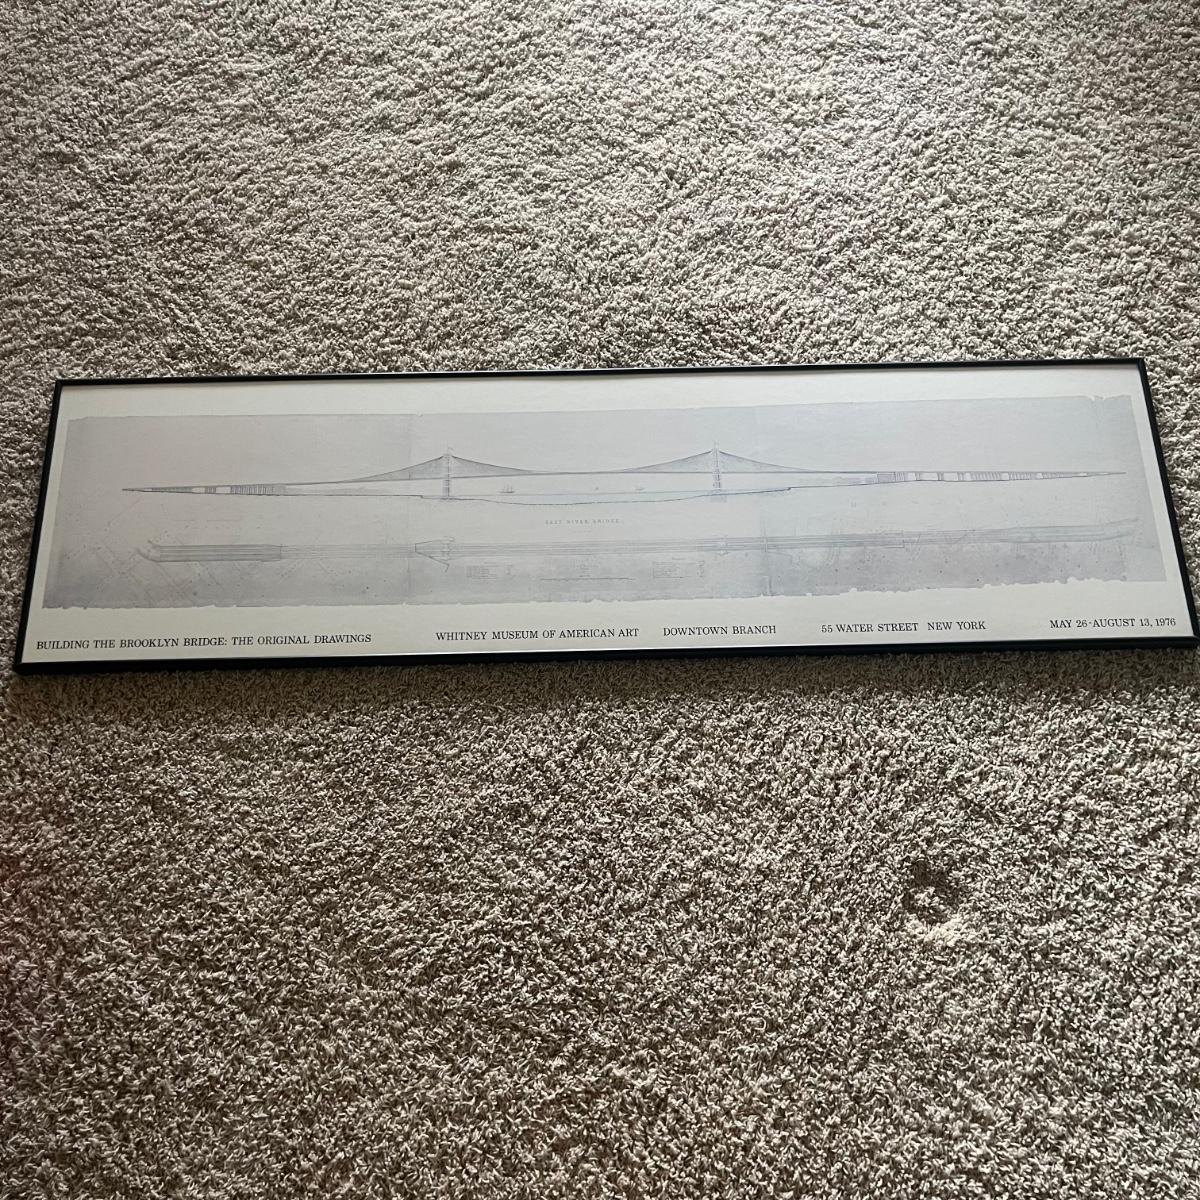 EAST RIVER BRIDGE
BUILDING THE BROOKLYN BRIDGE: THE ORIGINAL DRAWINGS WHITNEY MUSEUM OF AMERICAN ART DOWNTOWN BRANCH 55 WATER STREET NEW YORK MAY 26-AUGUST 13, 1976